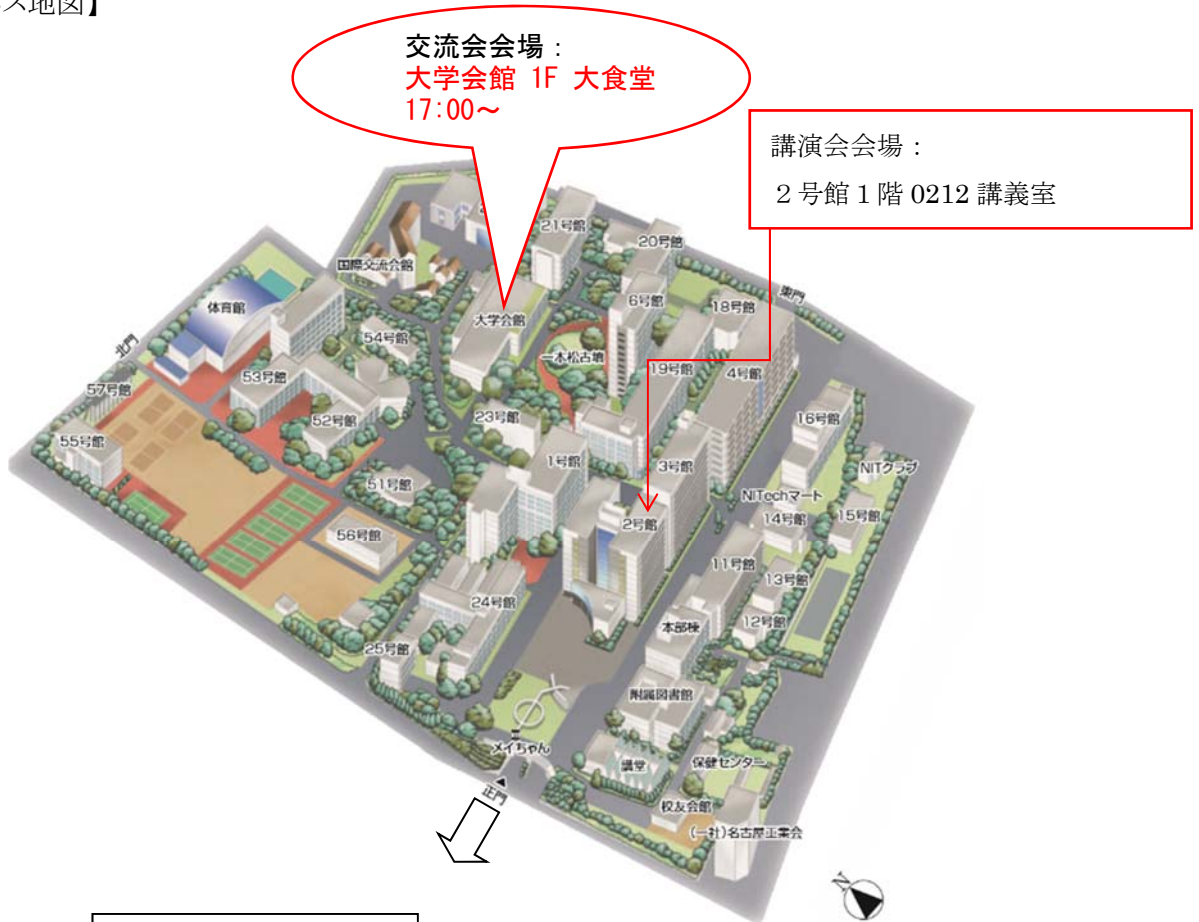 ス地図】
交流会会場：
大学会館 1F 大食堂
17:00～
講演会会場：
２号館１階 0212 講義室
21号館
20号館
国際交流会館
東門
6号館
18号館
体育館
大学会館
54号館
一本松古墳
北門
19号館
4号館
53号館
57号館
52号館
23号館
16号館
55号館
1号館
3号館
NITクラブ
51号館
NITechマート
2号館
14号館
15号館
56号館
11号館
13号館
24号館
12号館
本部棟
25号館
附属図書館
メイちゃん
講堂
保健センター
正門
校友会館
(一社)名古屋工業会
N